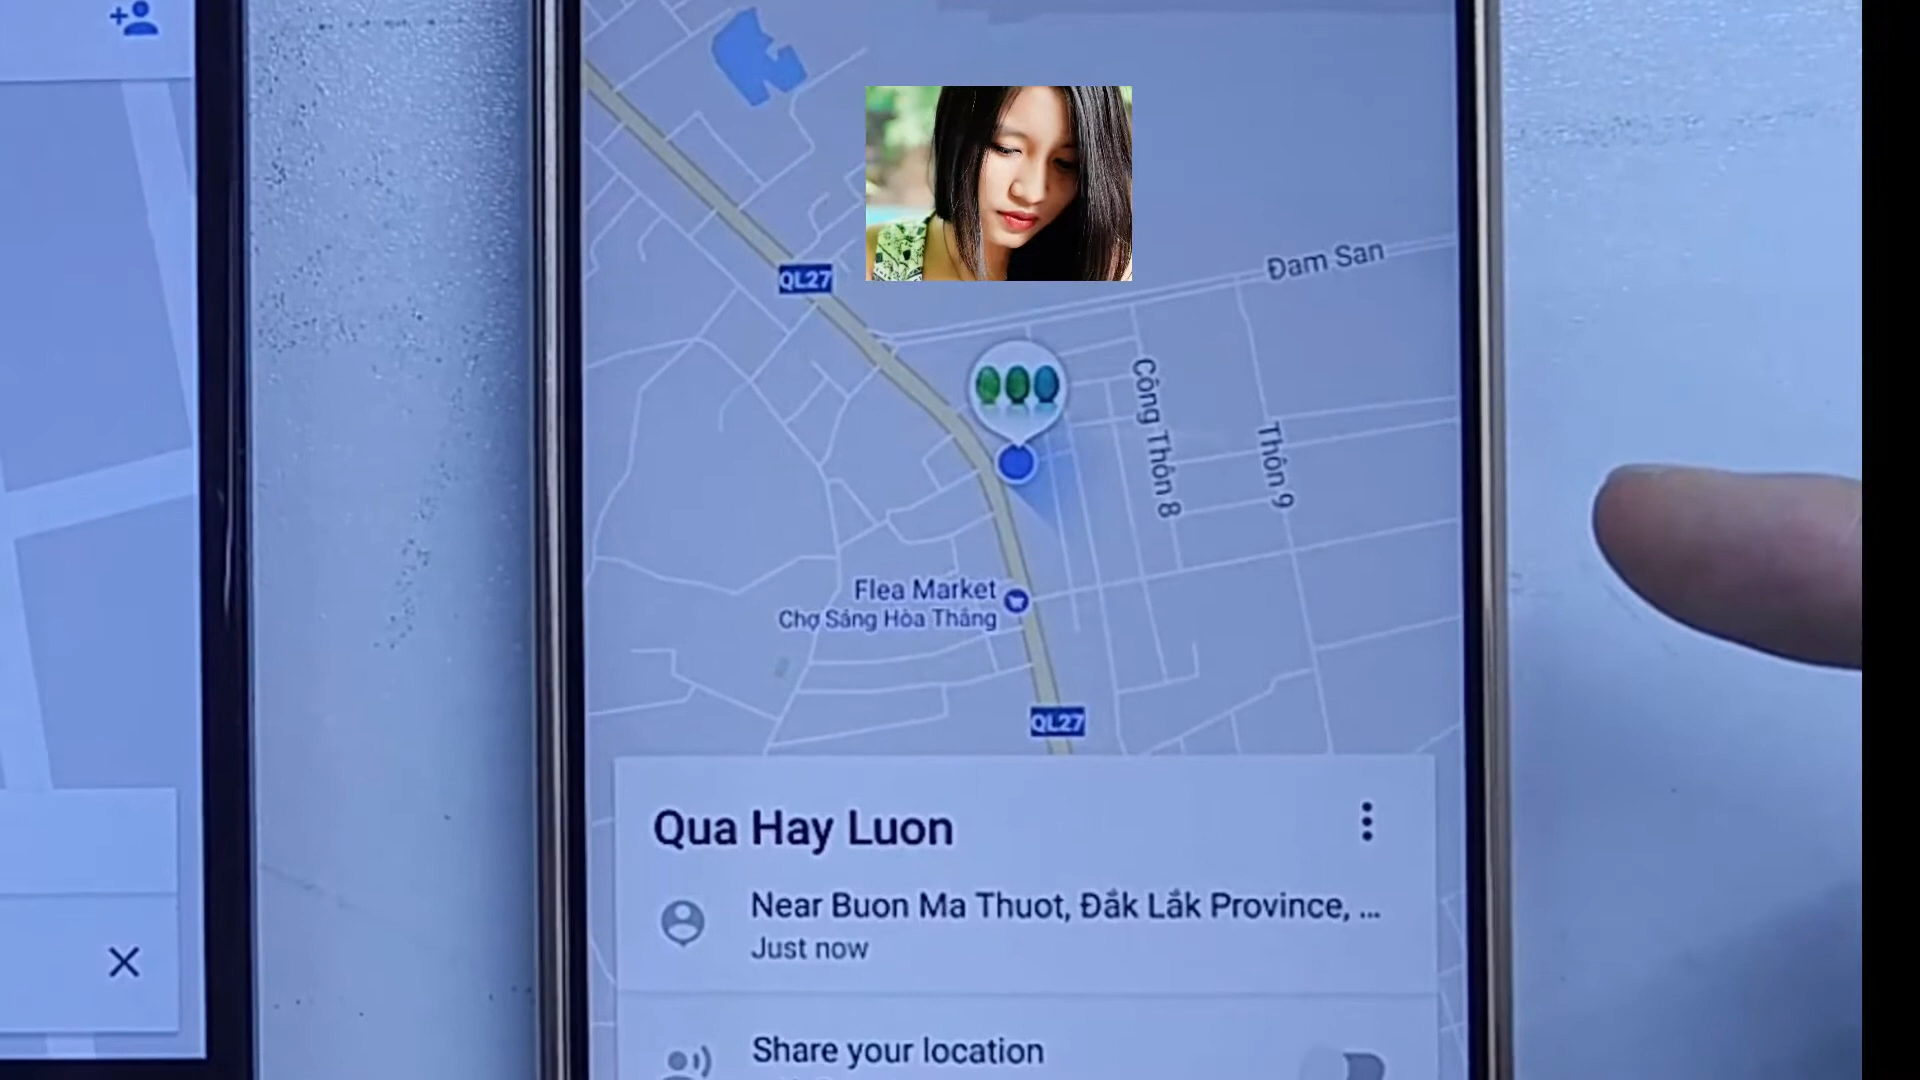 QL27
Đam San
Công Thôn 8
Thôn 9
Flea Market
Chợ Sáng Hòa Thắng
QL27
Qua Hay Luon
Near Buon Ma Thuot, Đắk Lắk Province, ...
Just now
Share your location